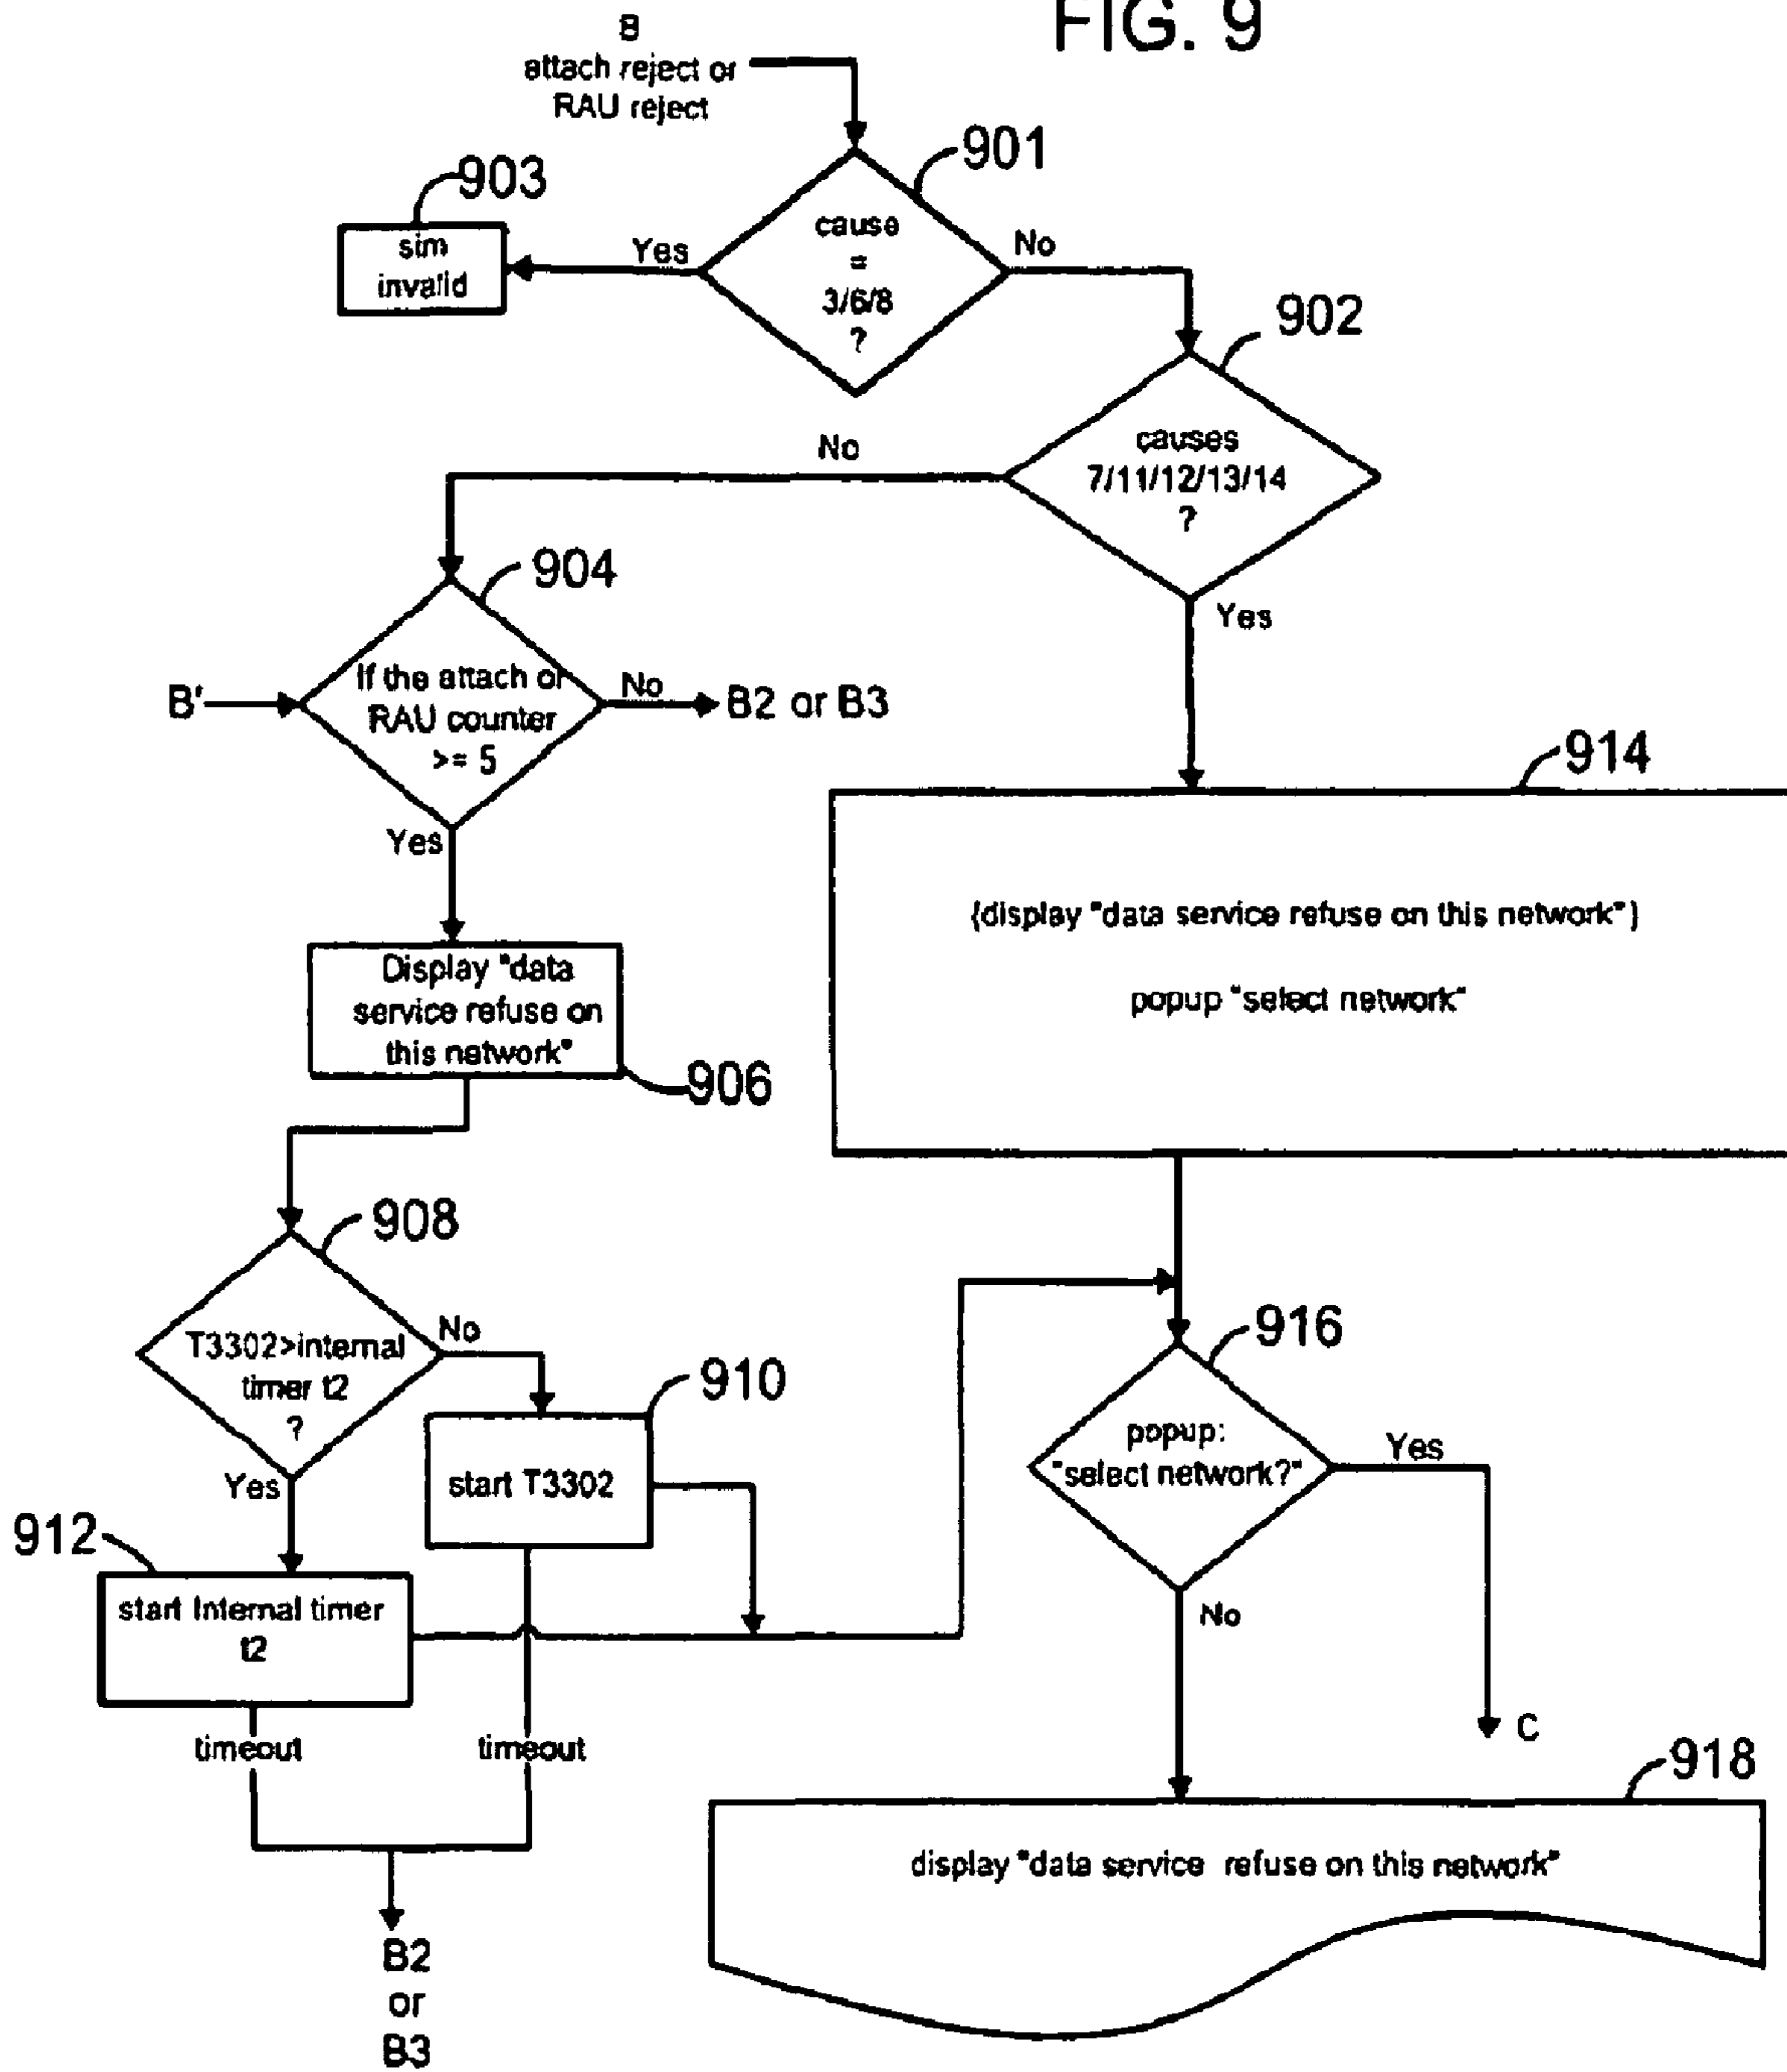 FIG. 9
B
attach reject or
RAU reject
901
903
cause
=
3/6/8
?
Yes
No
sim
invalid
902
causes
7/11/12/13/14
?
No
Yes
904
If the attach or
RAU counter
>= 5
B'
No
B2 or B3
Yes
914
{display "data service refuse on this network"}
popup "select network"
Display "data
service refuse on
this network"
906
908
T3302>internal
timer t2
?
No
Yes
910
start T3302
916
popup:
"select network?"
Yes
No
912
start Internal timer
t2
timeout
timeout
C
918
display "data service refuse on this network"
B2
or
B3